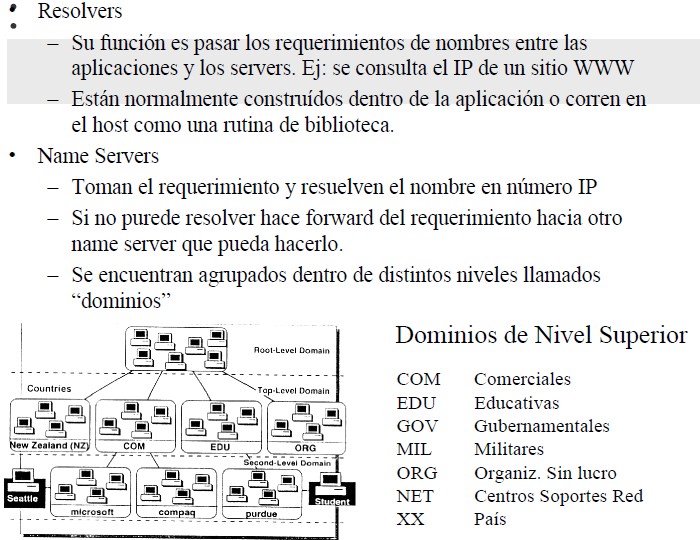 • Resolvers
•
– Su función es pasar los requerimientos de nombres entre las
aplicaciones y los servers. Ej: se consulta el IP de un sitio WWW
– Están normalmente construídos dentro de la aplicación o corren en
el host como una rutina de biblioteca.
• Name Servers
– Toman el requerimiento y resuelven el nombre en número IP
– Si no purede resolver hace forward del requerimiento hacia otro
name server que pueda hacerlo.
– Se encuentran agrupados dentro de distintos niveles llamados
“dominios”
Root-Level Domain
Countries
Top-Level Domain
New Zealand (NZ)
COM
EDU
ORG
Second-Level Domain
Seattle
microsoft
compaq
purdue
Student
Dominios de Nivel Superior
COM Comerciales
EDU Educativas
GOV Gubernamentales
MIL Militares
ORG Organiz. Sin lucro
NET Centros Soportes Red
XX País